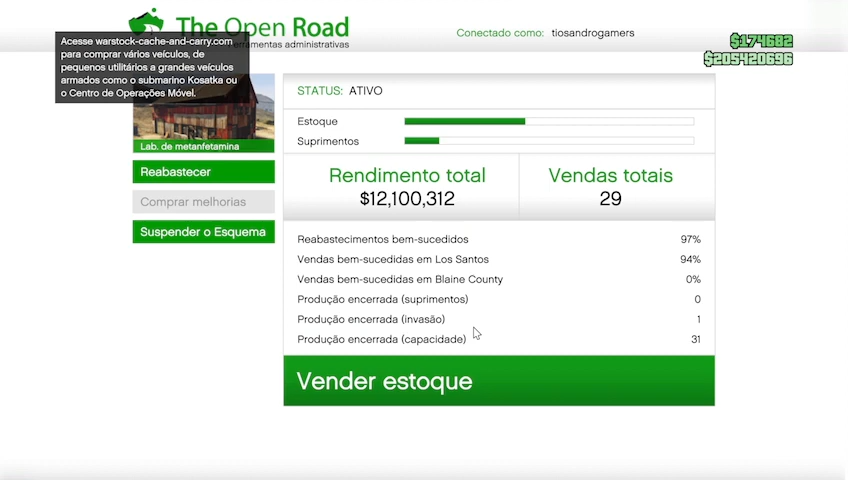 The Open Road
ferramentas administrativas
Conectado como: tiosandrogamers
$174682
$205420696
Acesse warstock-cache-and-carry.com
para comprar vários veículos, de
pequenos utilitários a grandes veículos
armados como o submarino Kosatka ou
o Centro de Operações Móvel.
Lab. de metanfetamina
Reabastecer
Comprar melhorias
Suspender o Esquema
STATUS: ATIVO
Estoque
Suprimentos
Rendimento total
$12,100,312
Vendas totais
29
Reabastecimentos bem-sucedidos 97%
Vendas bem-sucedidas em Los Santos 94%
Vendas bem-sucedidas em Blaine County 0%
Produção encerrada (suprimentos) 0
Produção encerrada (invasão) 1
Produção encerrada (capacidade) 31
Vender estoque